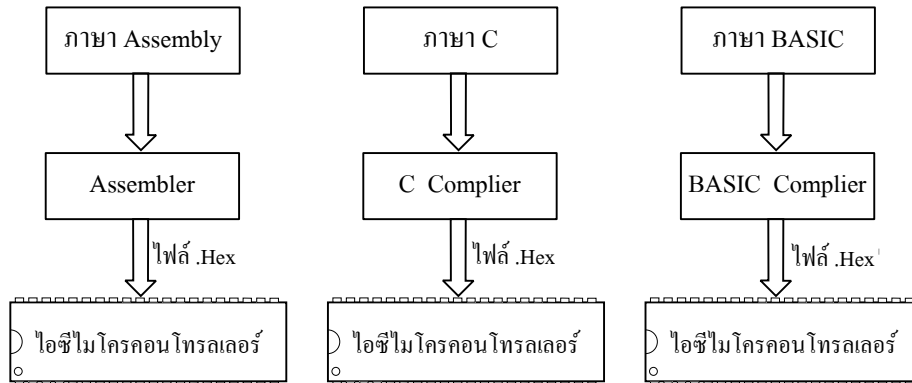 ภาษา Assembly
ภาษา C
ภาษา BASIC
Assembler
C Complier
BASIC Complier
ไฟล์ .Hex
ไฟล์ .Hex
ไฟล์ .Hex
ไอซีไมโครคอนโทรลเลอร์
ไอซีไมโครคอนโทรลเลอร์
ไอซีไมโครคอนโทรลเลอร์